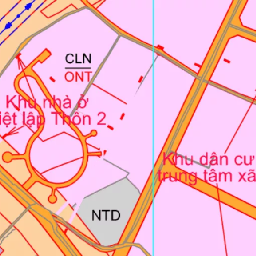 CLN
ONT
Khu nhà ở
iệt lập Thôn 2
Khu dân cư
trung tâm xã
NTD